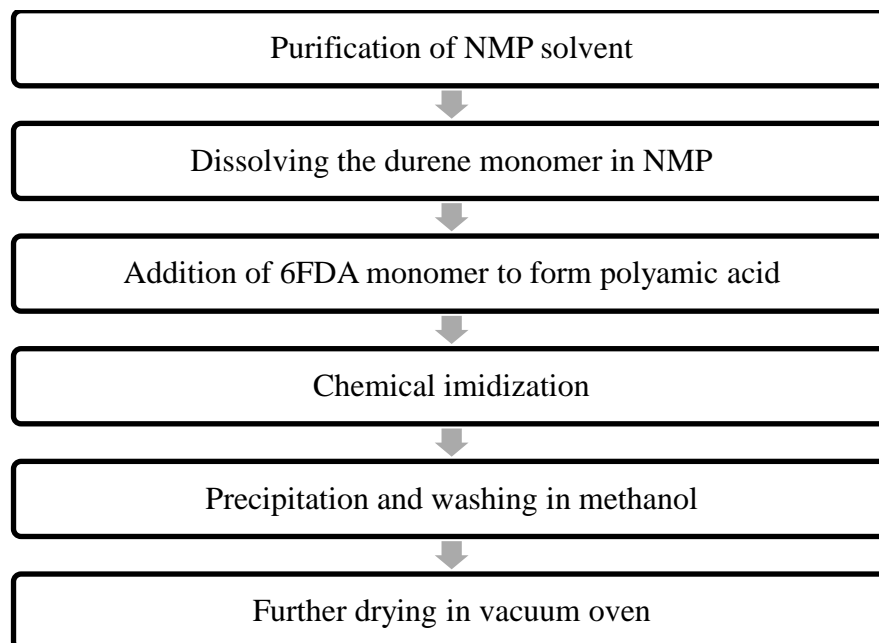 Purification of NMP solvent
Dissolving the durene monomer in NMP
Addition of 6FDA monomer to form polyamic acid
Chemical imidization
Precipitation and washing in methanol
Further drying in vacuum oven